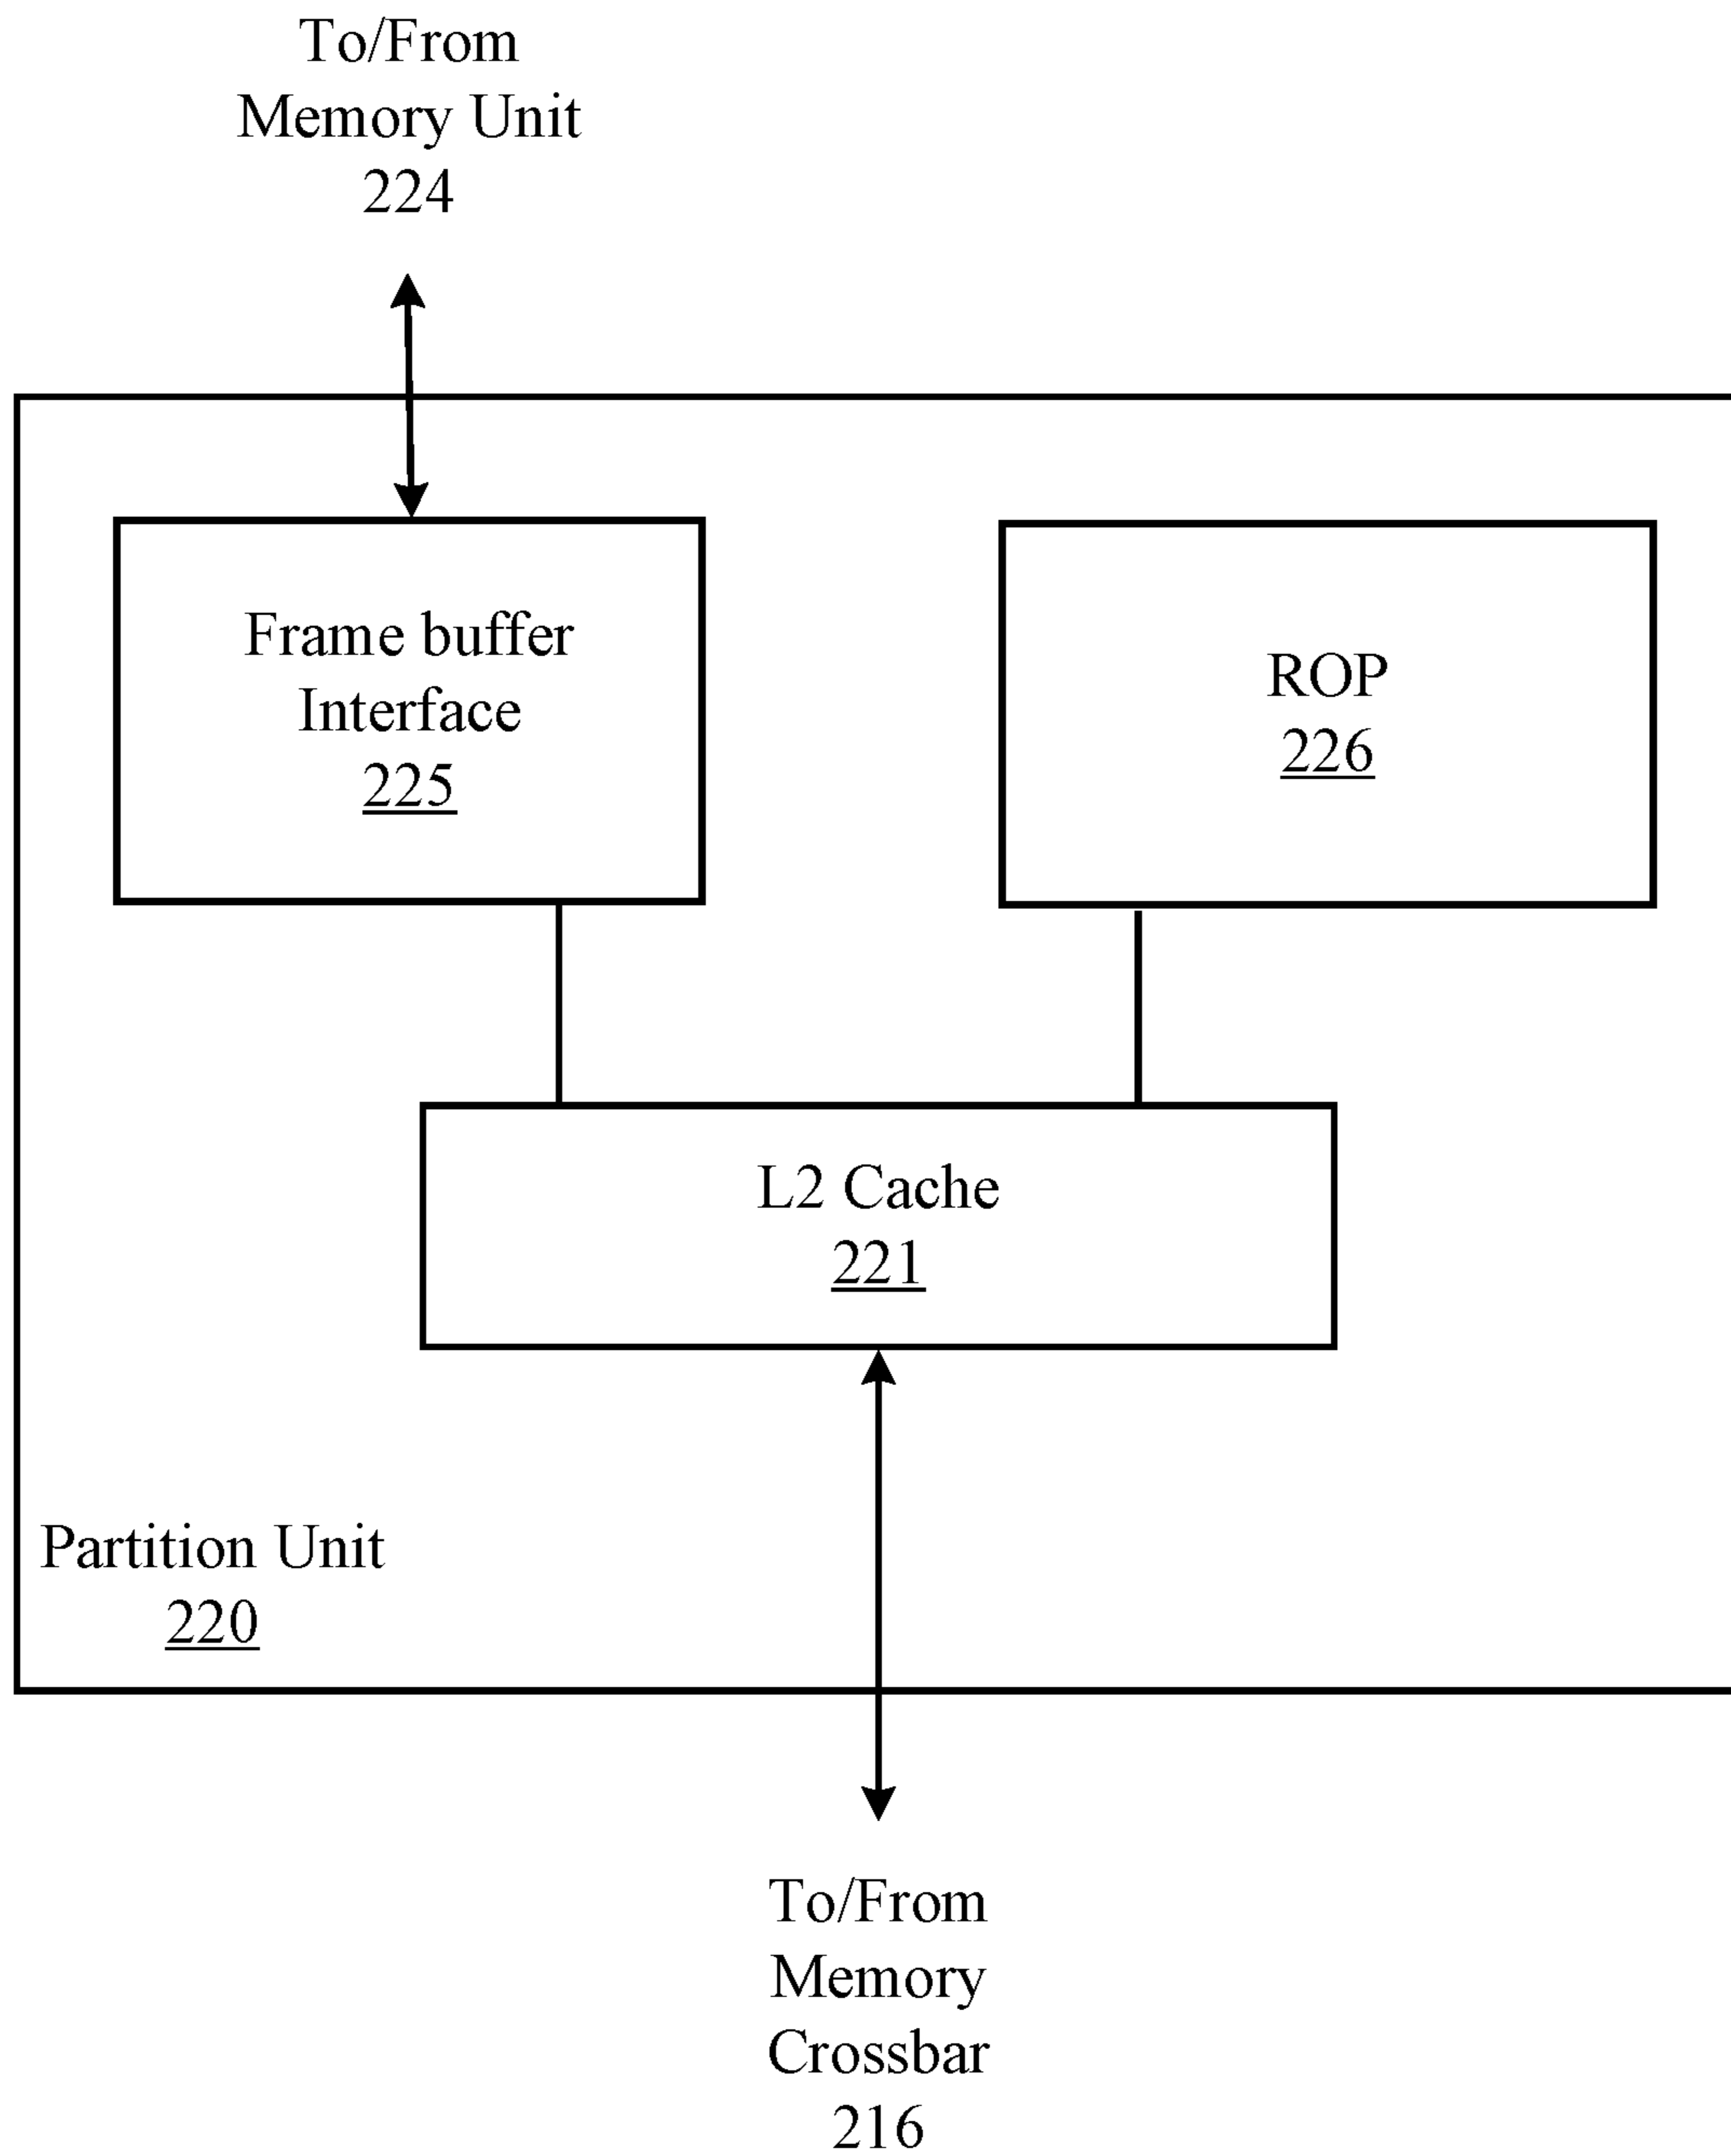 To/From
Memory Unit
224
Frame buffer
Interface
225
ROP
226
L2 Cache
221
Partition Unit
220
To/From
Memory
Crossbar
216